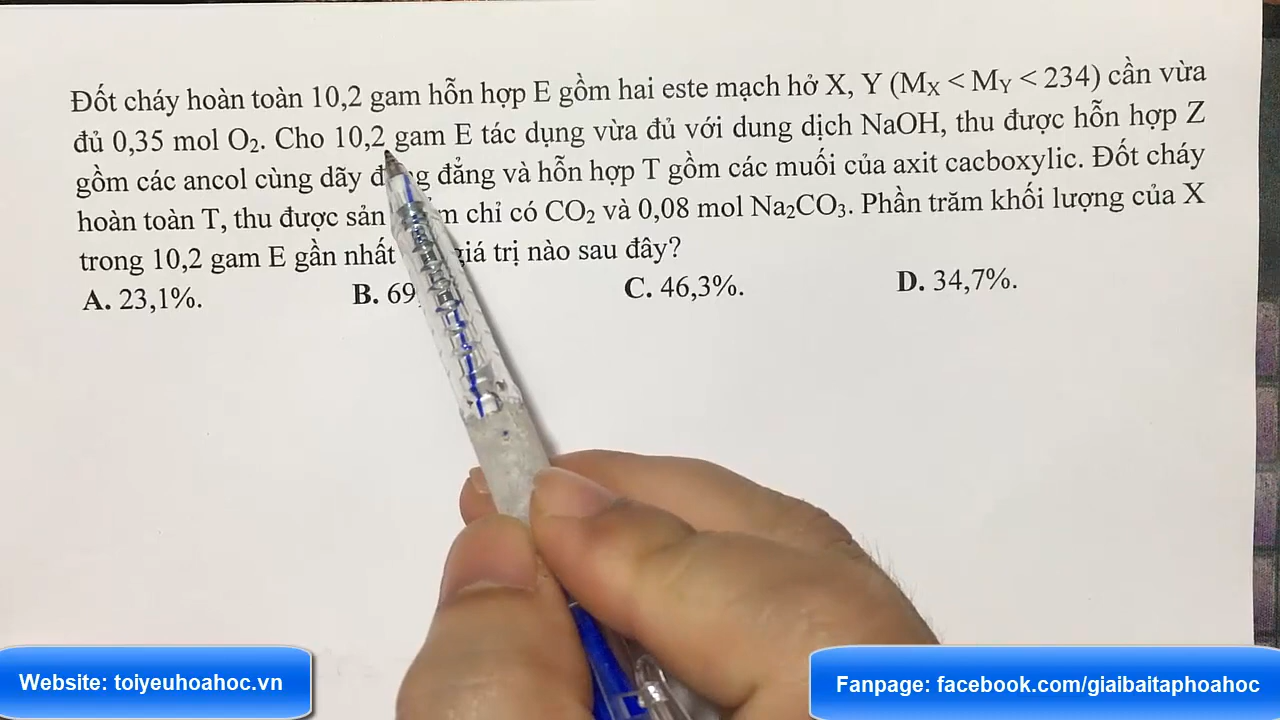 Đốt cháy hoàn toàn 10,2 gam hỗn hợp E gồm hai este mạch hở X, Y (MX < MY < 234) cần vừa
đủ 0,35 mol O2. Cho 10,2 gam E tác dụng vừa đủ với dung dịch NaOH, thu được hỗn hợp Z
gồm các ancol cùng dãy đẳng và hỗn hợp T gồm các muối của axit cacboxylic. Đốt cháy
hoàn toàn T, thu được sản chỉ có CO2 và 0,08 mol Na2CO3. Phần trăm khối lượng của X
trong 10,2 gam E gần nhất giá trị nào sau đây?
A. 23,1%. B. 69 C. 46,3%. D. 34,7%.
Website: toiyeuhoahoc.vn
Fanpage: facebook.com/giaibaitaphoahoc